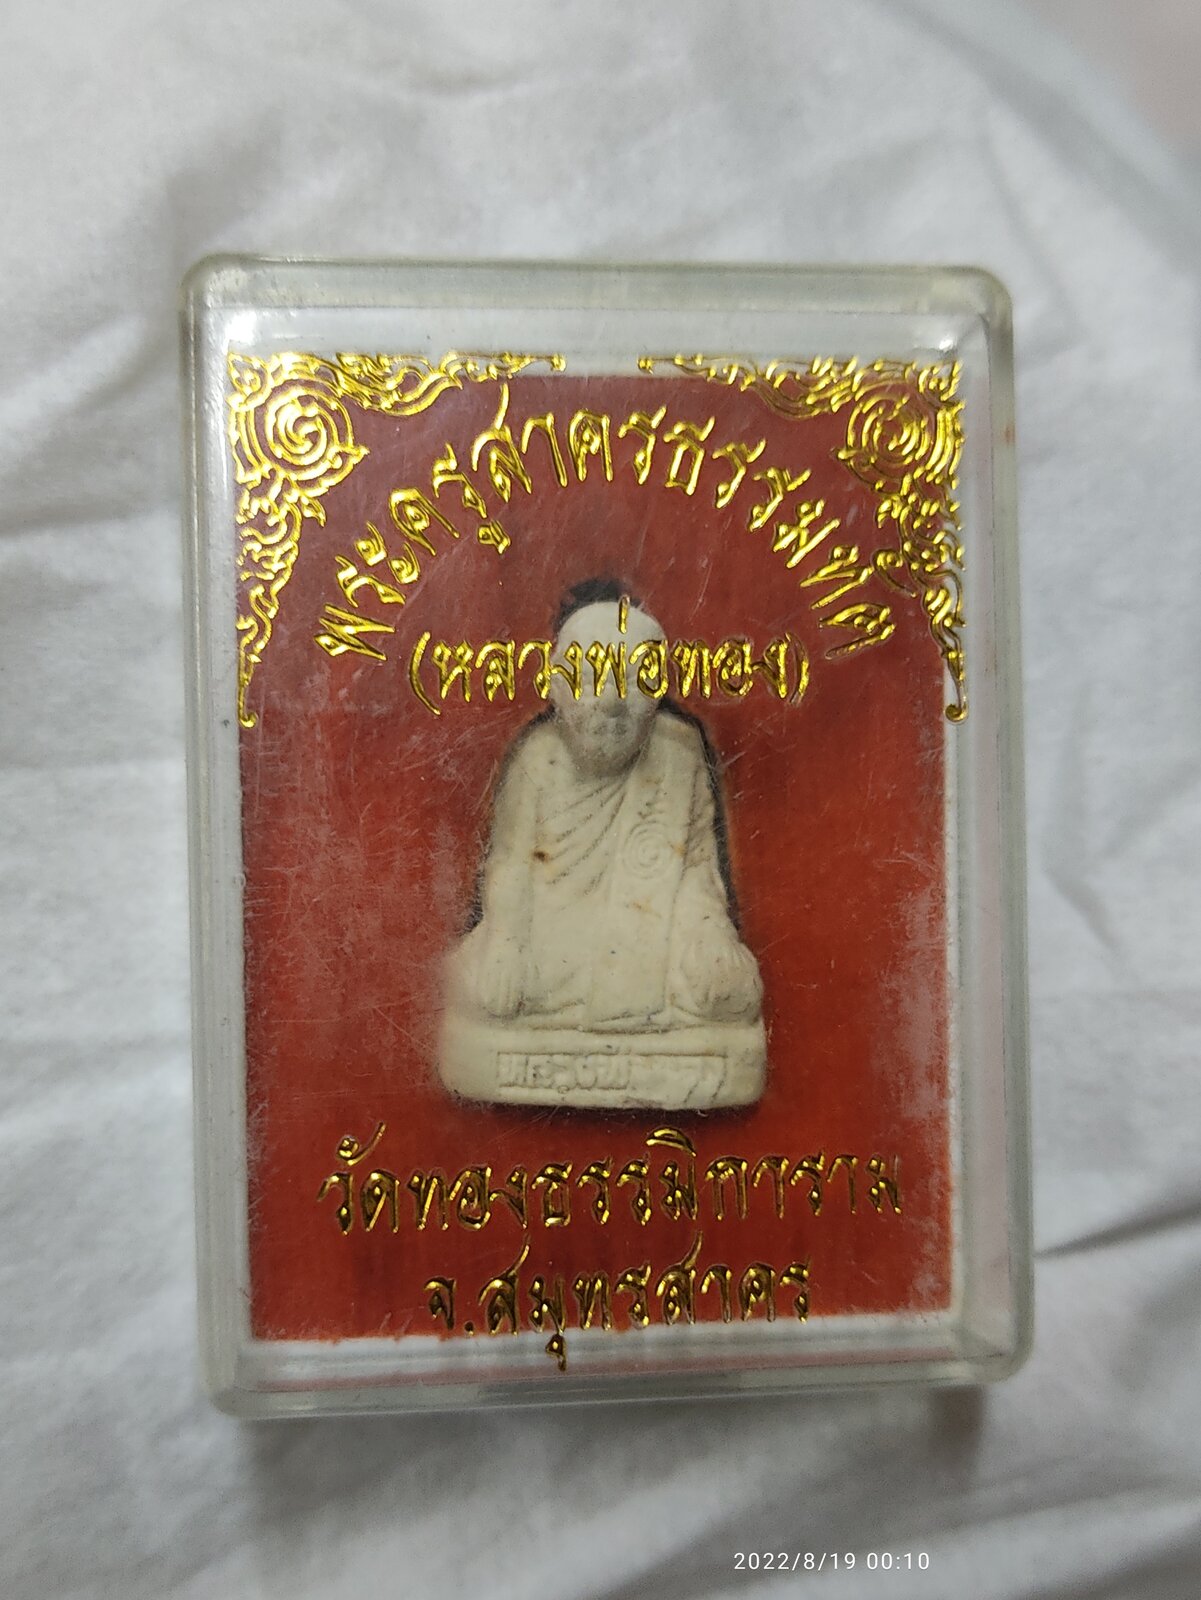 พระครูสาครธรรมทัต
(หลวงพ่อทอง)
วัดทองธรรมิการาม
จ.สมุทรสาคร
2022/8/19 00:10